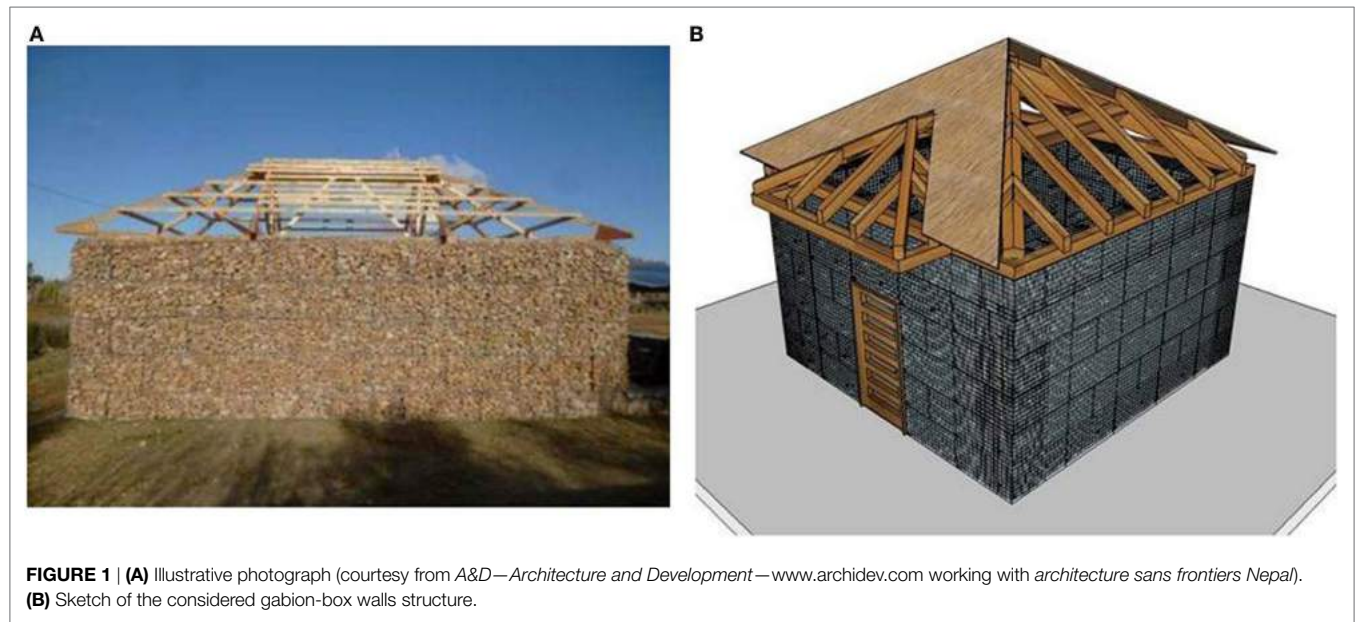 A
B
FIGURE 1 | (A) Illustrative photograph (courtesy from A&D—Architecture and Development—www.archidev.com working with architecture sans frontiers Nepal).
(B) Sketch of the considered gabion-box walls structure.